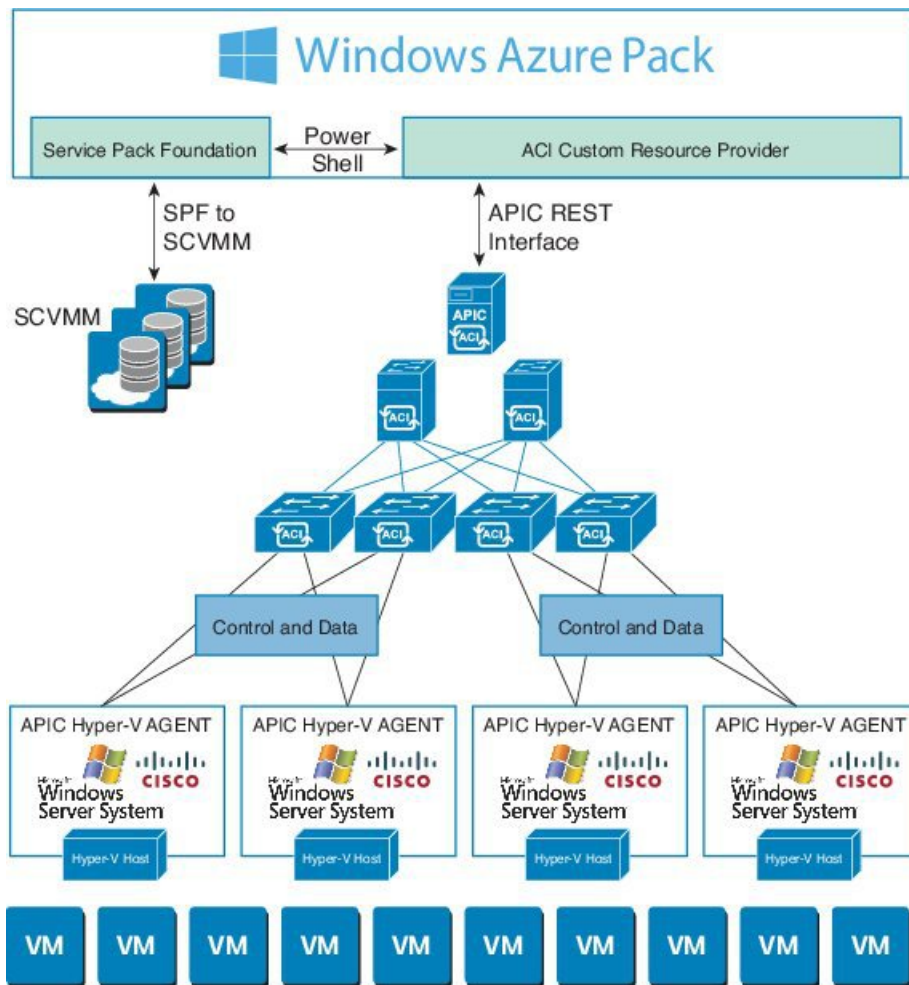 Windows Azure Pack
Service Pack Foundation
Power
Shell
ACI Custom Resource Provider
SPF to
SCVMM
APIC REST
Interface
SCVMM
APIC
ACI
ACI
ACI
ACI
ACI
ACI
ACI
Control and Data
Control and Data
APIC Hyper-V AGENT
Windows
Server System
CISCO
Hyper-V Host
APIC Hyper-V AGENT
Windows
Server System
CISCO
Hyper-V Host
APIC Hyper-V AGENT
Windows
Server System
CISCO
Hyper-V Host
APIC Hyper-V AGENT
Windows
Server System
CISCO
Hyper-V Host
VM
VM
VM
VM
VM
VM
VM
VM
VM
VM